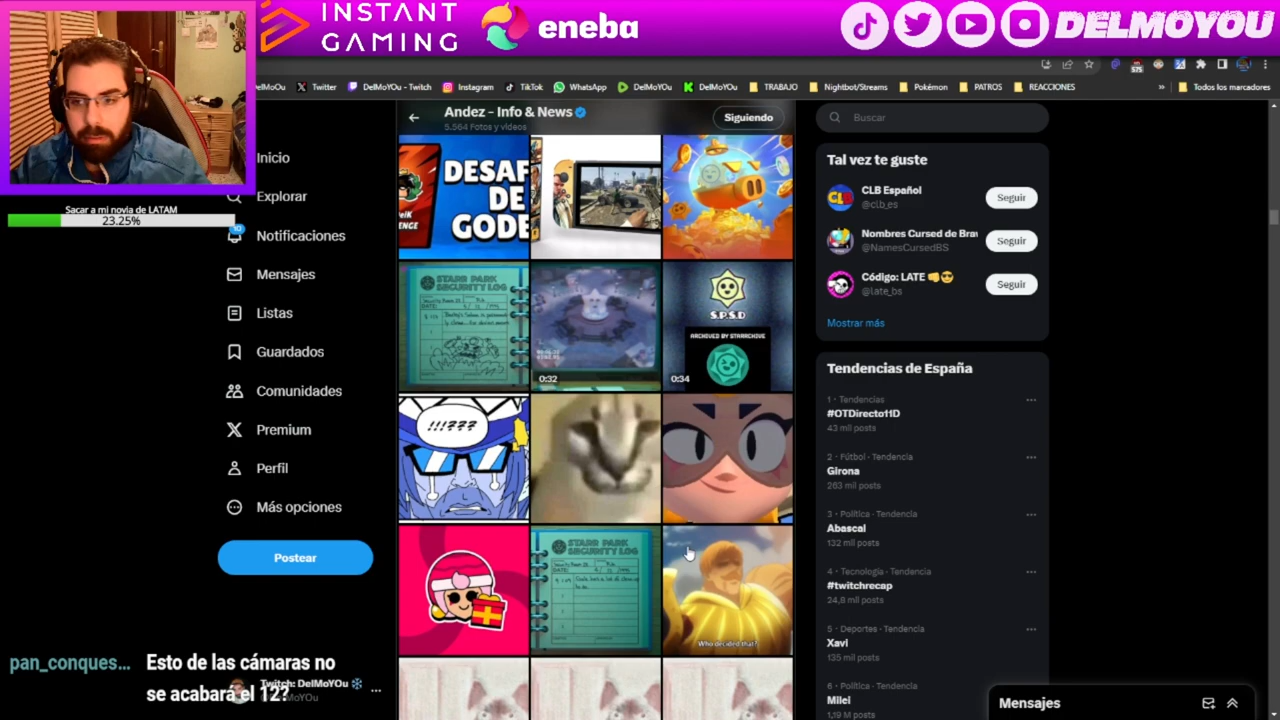 INSTANT
GAMING
eneba
DELMOYOU
DelMoOu
Twitter
DelMoYOu - Twitch
Instagram
TikTok
WhatsApp
DelMoYOu
DelMoYOu
TRABAJO
Nightbot/Streams
Pokémon
PATROS
REACCIONES
»
Todos los marcadores
Sacar a mi novia de LATAM
23.25%
Inicio
Explorar
10
Notificaciones
Mensajes
Listas
Guardados
Comunidades
Premium
Perfil
Más opciones
Postear
Twitch: DelMoYOu
pan_conques... Esto de las cámaras no
se acabará el 12?
Andez – Info & News
5.564 Fotos y videos
Siguiendo
DESAF
DE
GODE
STARR PARK
SECURITY LOG
0:32
S.P.S.D
ARCHIVED BY STARRCHIVE
0:34
!!!???
STARR PARK
SECURITY LOG
Who decided that?
Buscar
Tal vez te guste
CLB Español
@clb_es
Seguir
Nombres Cursed de Bra
@NamesCursedBS
Seguir
Código: LATE
@late_bs
Seguir
Mostrar más
Tendencias de España
1 · Tendencias
#OTDirecto11D
43 mil posts
2 · Fútbol · Tendencia
Girona
263 mil posts
3 · Política · Tendencia
Abascal
132 mil posts
4 · Tecnología · Tendencia
#twitchrecap
24,8 mil posts
5 · Deportes · Tendencia
Xavi
135 mil posts
6 · Política · Tendencia
Milei
1,19 M posts
Mensajes